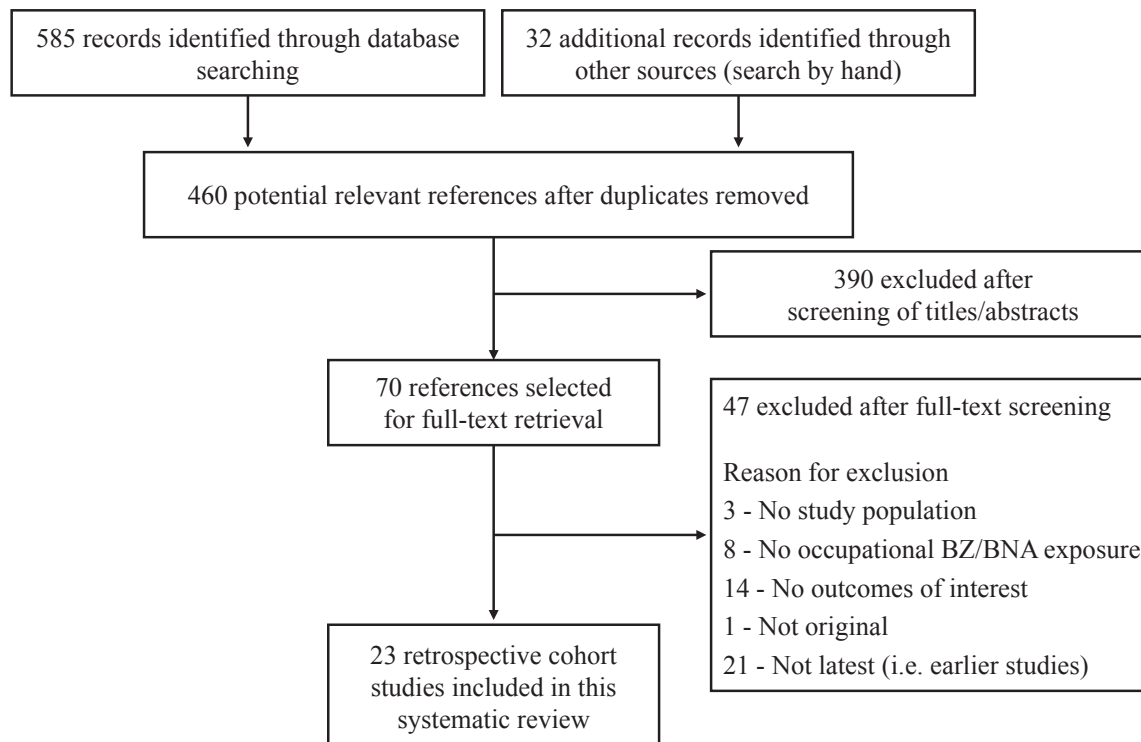 585 records identified through database
searching
32 additional records identified through
other sources (search by hand)
460 potential relevant references after duplicates removed
390 excluded after
screening of titles/abstracts
70 references selected
for full-text retrieval
47 excluded after full-text screening
Reason for exclusion
3 - No study population
8 - No occupational BZ/BNA exposure
14 - No outcomes of interest
1 - Not original
21 - Not latest (i.e. earlier studies)
23 retrospective cohort
studies included in this
systematic review